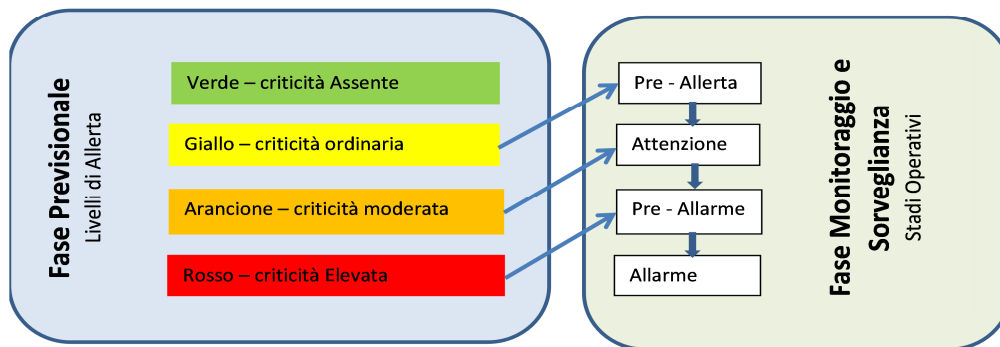 Fase Previsionale
Livelli di Allerta
Verde – criticità Assente
Giallo – criticità ordinaria
Arancione – criticità moderata
Rosso – criticità Elevata
Pre - Allerta
Attenzione
Pre - Allarme
Allarme
Fase Monitoraggio e
Sorveglianza
Stadi Operativi